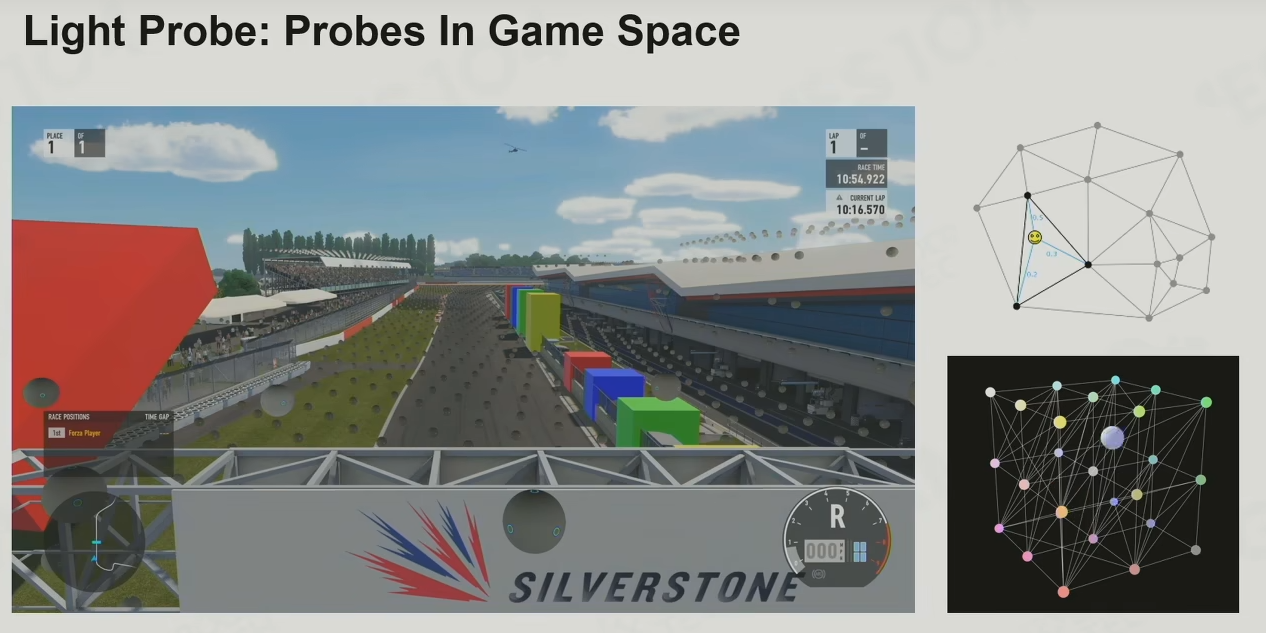 Light Probe: Probes In Game Space
PLACE OF
1 1
LAP OF
1 –
RACE TIME
10:54.922
CURRENT LAP
10:16.570
RACE POSITIONS TIME GAP
1st Forza Player
R
000
SILVERSTONE
0.5
0.3
0.2